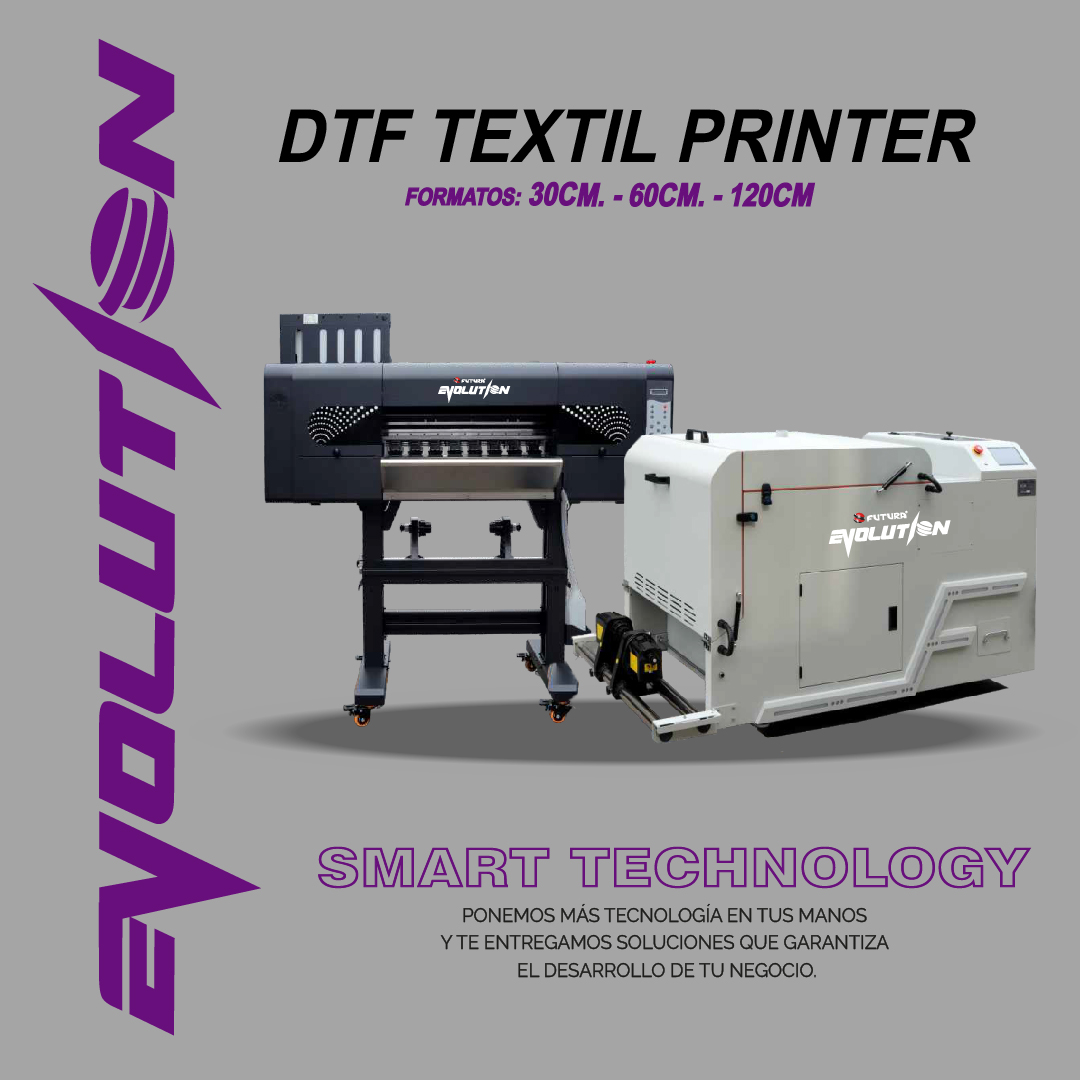 EVOLUTION
DTF TEXTIL PRINTER
FORMATOS: 30CM. - 60CM. - 120CM
FUTURA
EVOLUTION
FUTURA
EVOLUTION
SMART TECHNOLOGY
PONEMOS MÁS TECNOLOGÍA EN TUS MANOS
Y TE ENTREGAMOS SOLUCIONES QUE GARANTIZA
EL DESARROLLO DE TU NEGOCIO.